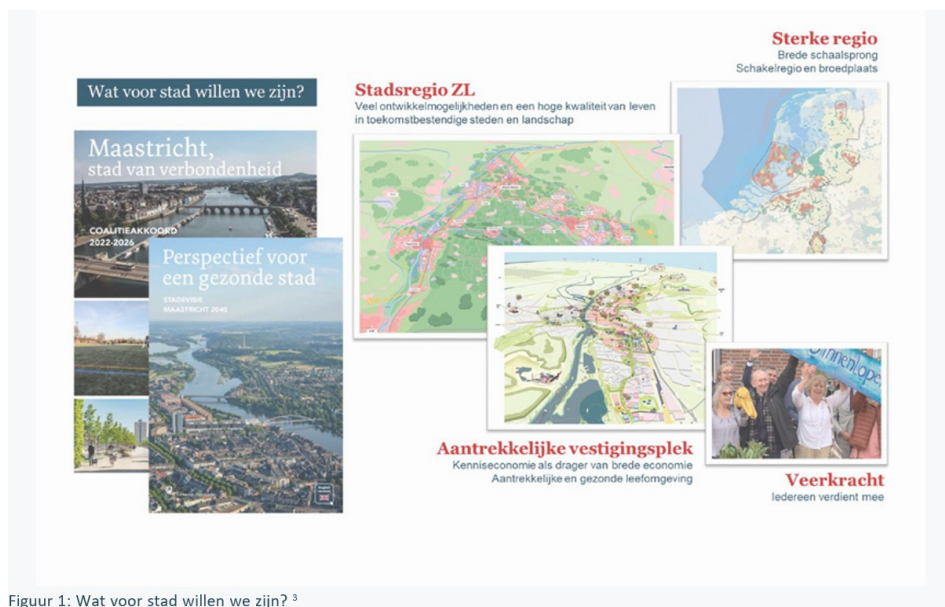 Wat voor stad willen we zijn?
Maastricht,
stad van verbondenheid
COALITIEAKKOORD
2022-2026
Perspectief voor
een gezonde stad
STADSVISIE
MAASTRICHT 2040
Stadsregio ZL
Veel ontwikkelmogelijkheden en een hoge kwaliteit van leven
in toekomstbestendige steden en landschap
Sterke regio
Brede schaalsprong
Schakelregio en broedplaats
Aantrekkelijke vestigingsplek
Kenniseconomie als drager van brede economie
Aantrekkelijke en gezonde leefomgeving
Veerkracht
Iedereen verdient mee
Figuur 1: Wat voor stad willen we zijn? ³